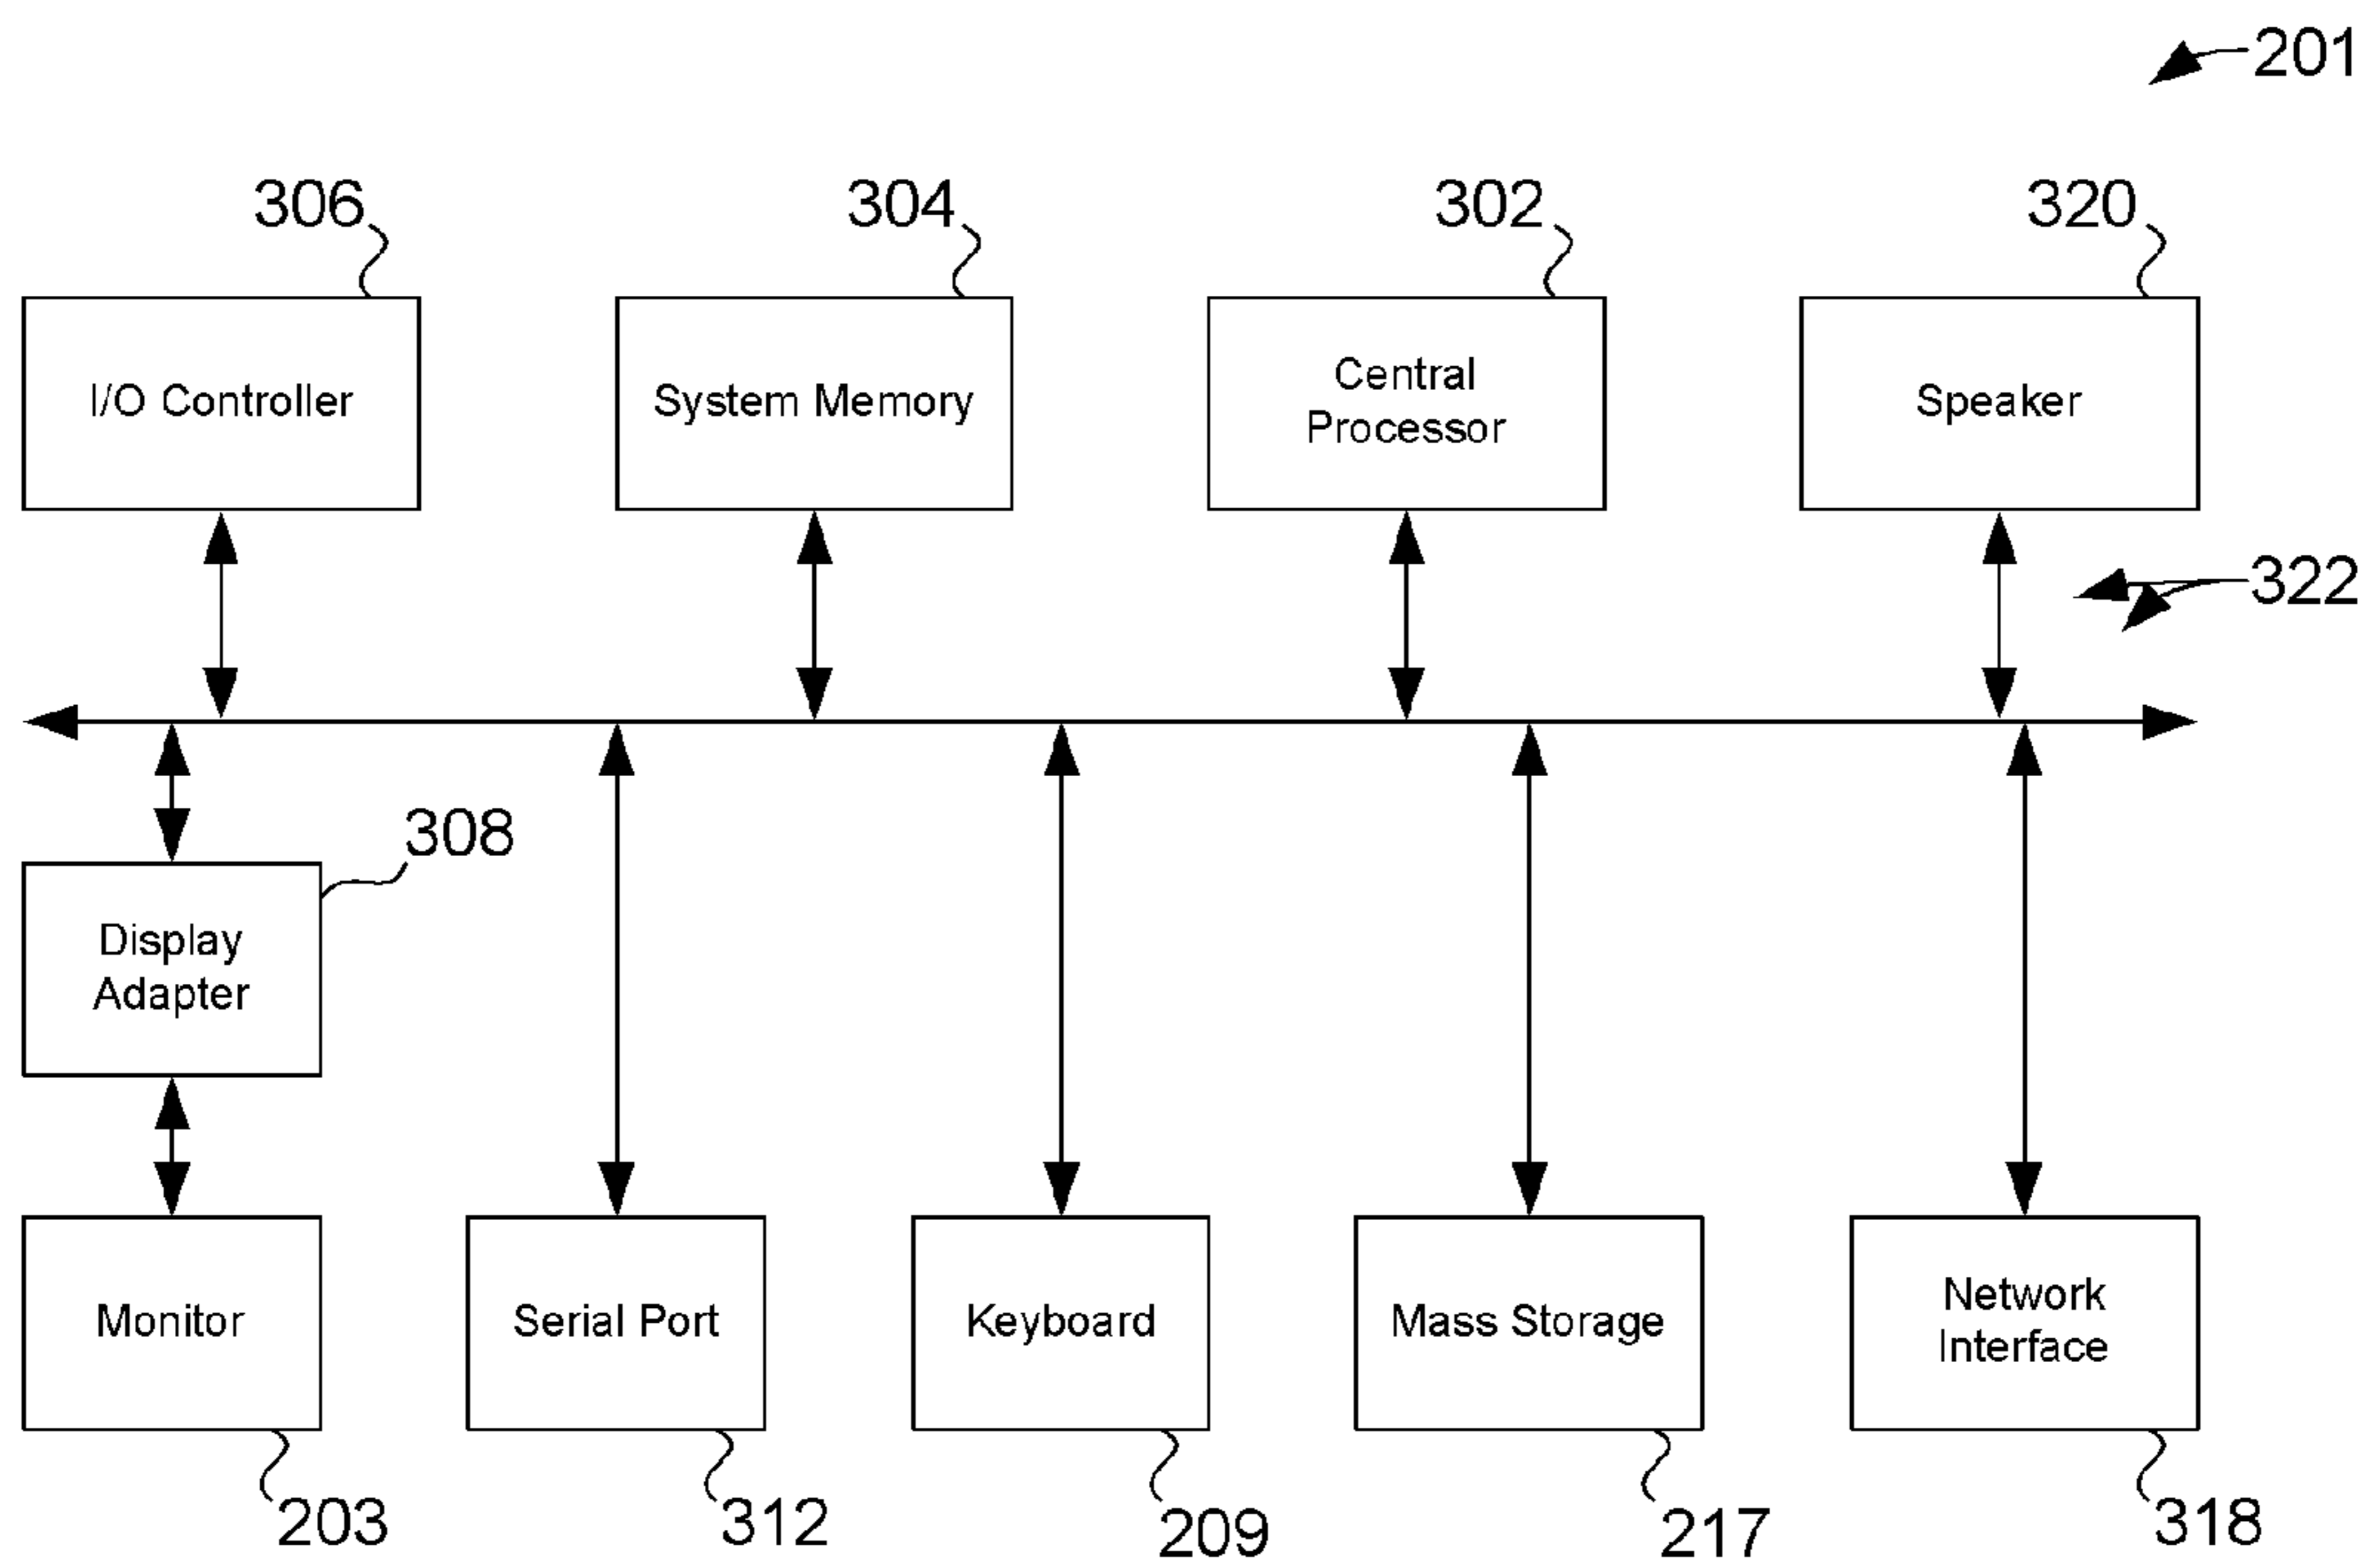 201
306
304
302
320
I/O Controller
System Memory
Central
Processor
Speaker
322
308
Display
Adapter
Monitor
Serial Port
Keyboard
Mass Storage
Network
Interface
203
312
209
217
318